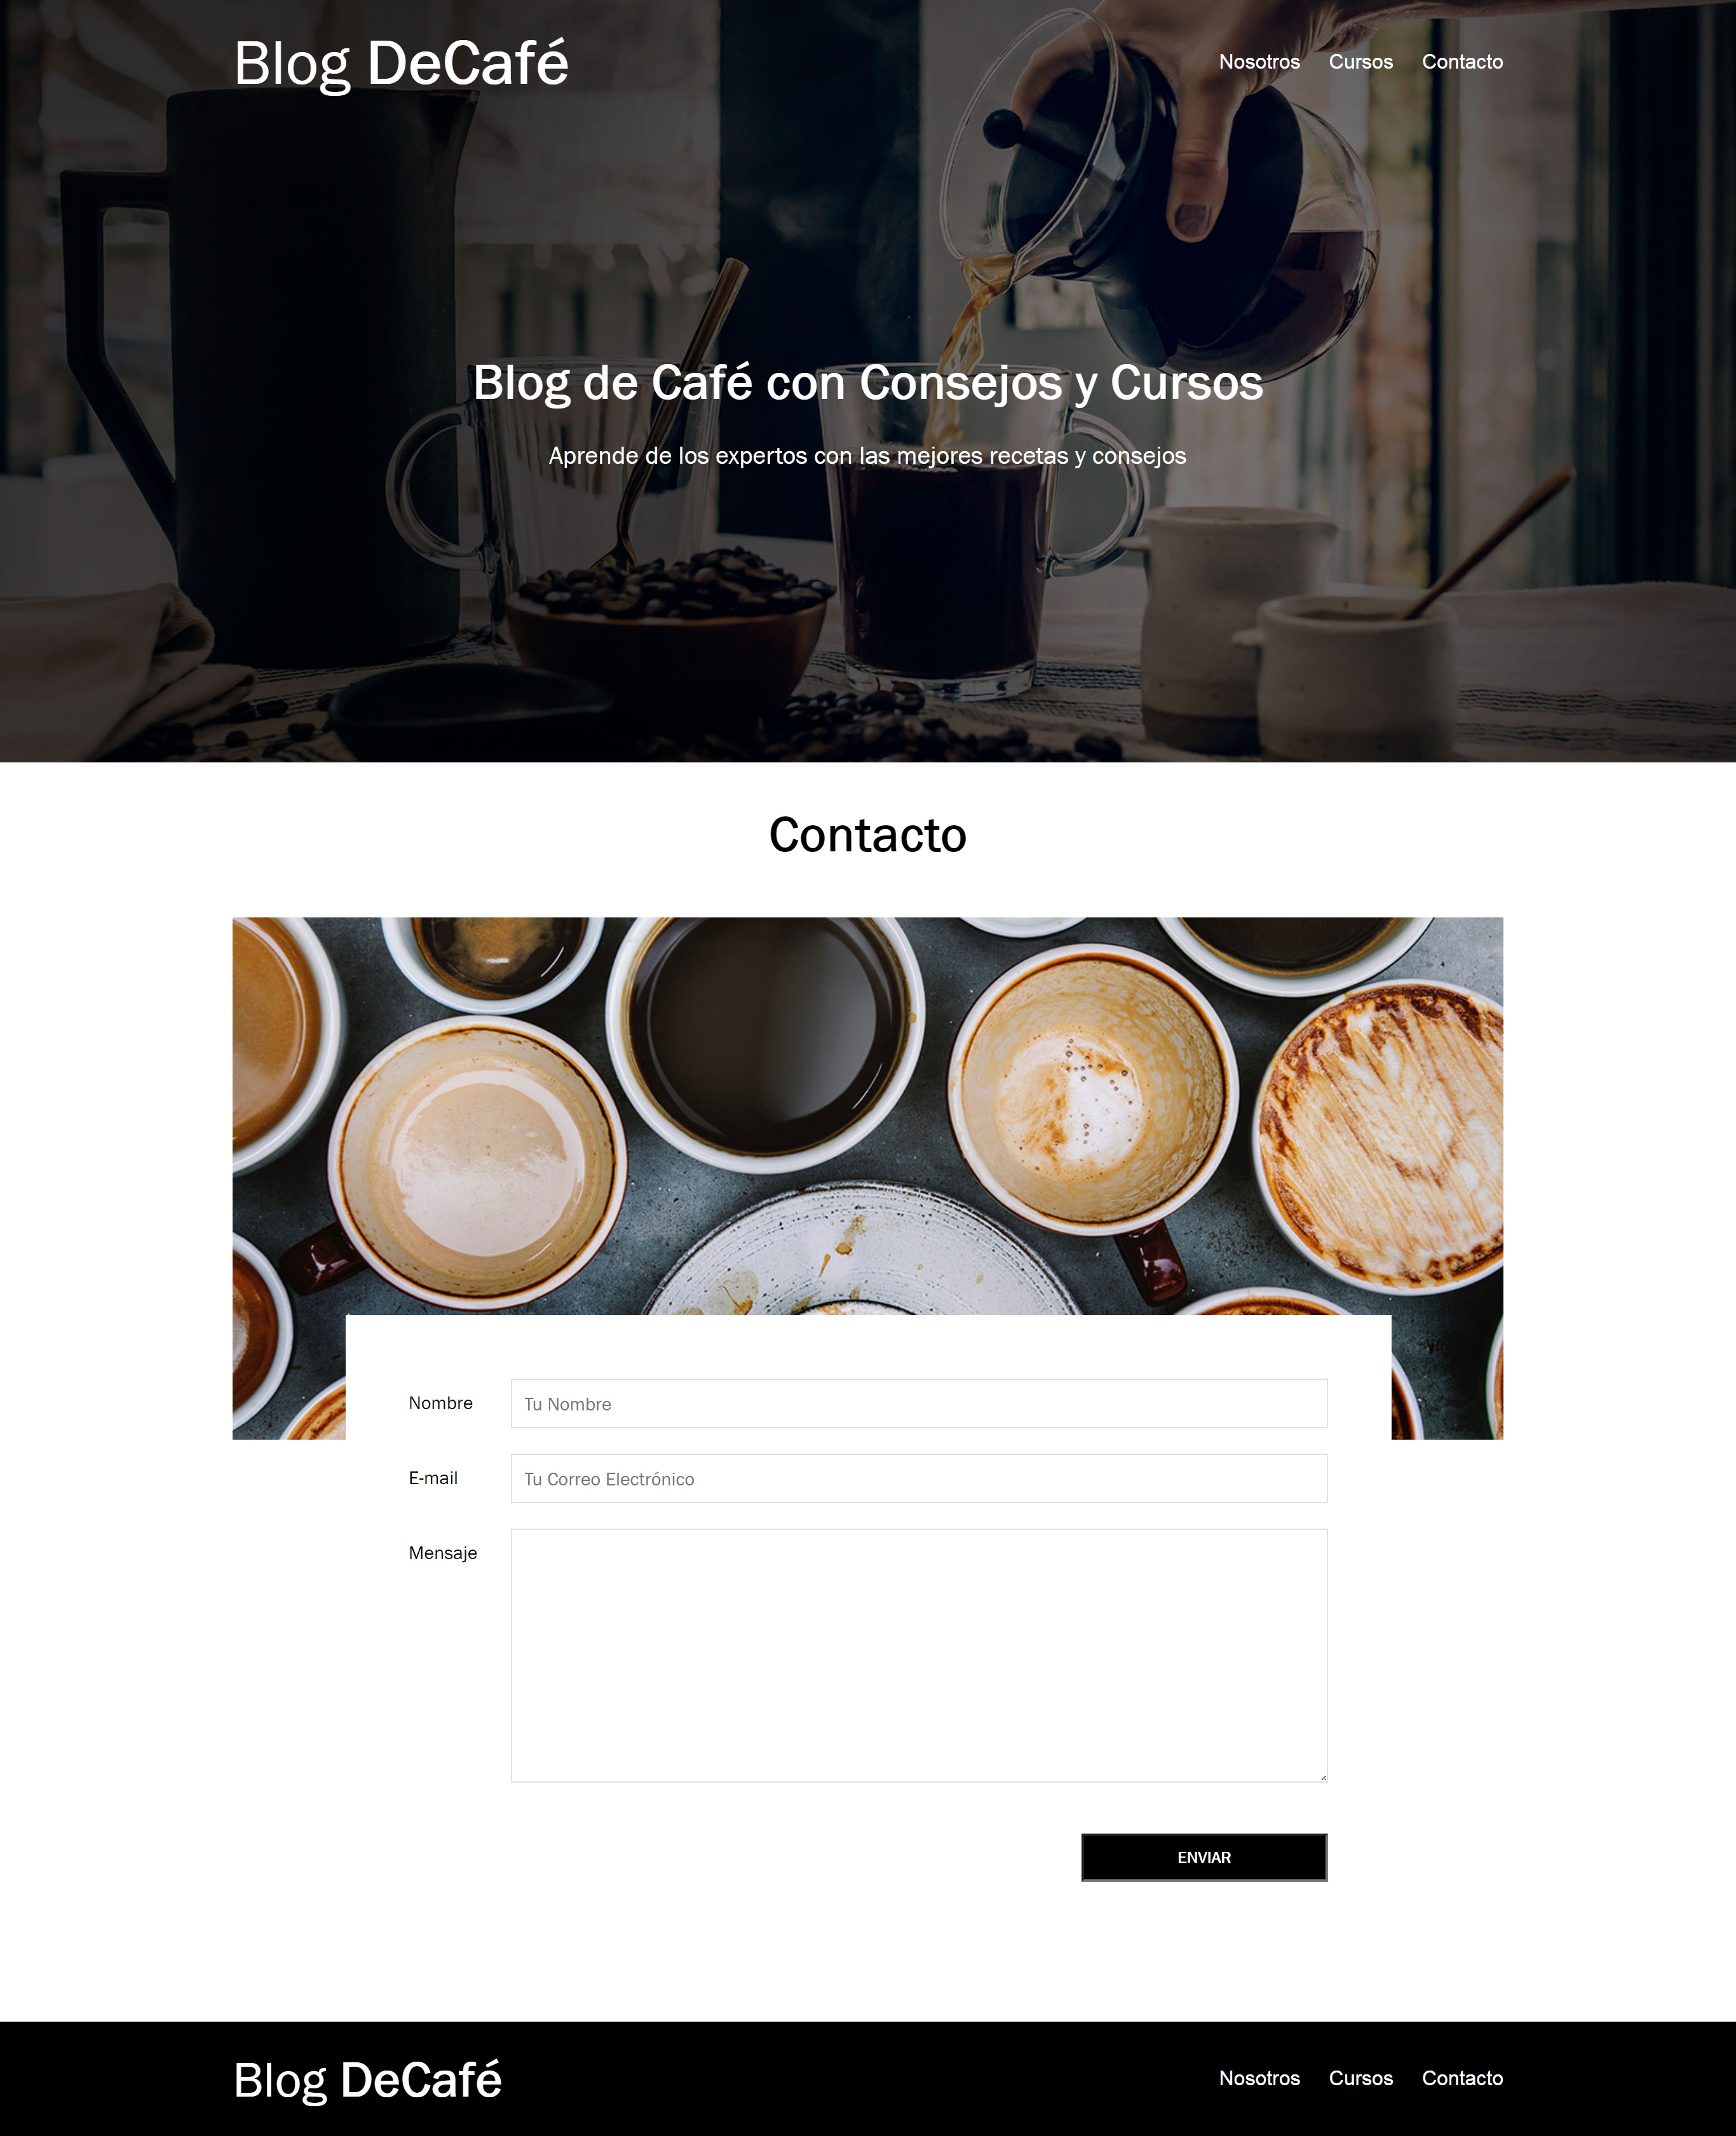 Blog DeCafé
Nosotros Cursos Contacto
Blog de Café con Consejos y Cursos
Aprende de los expertos con las mejores recetas y consejos
Contacto
Nombre
Tu Nombre
E-mail
Tu Correo Electrónico
Mensaje
ENVIAR
Blog DeCafé
Nosotros Cursos Contacto